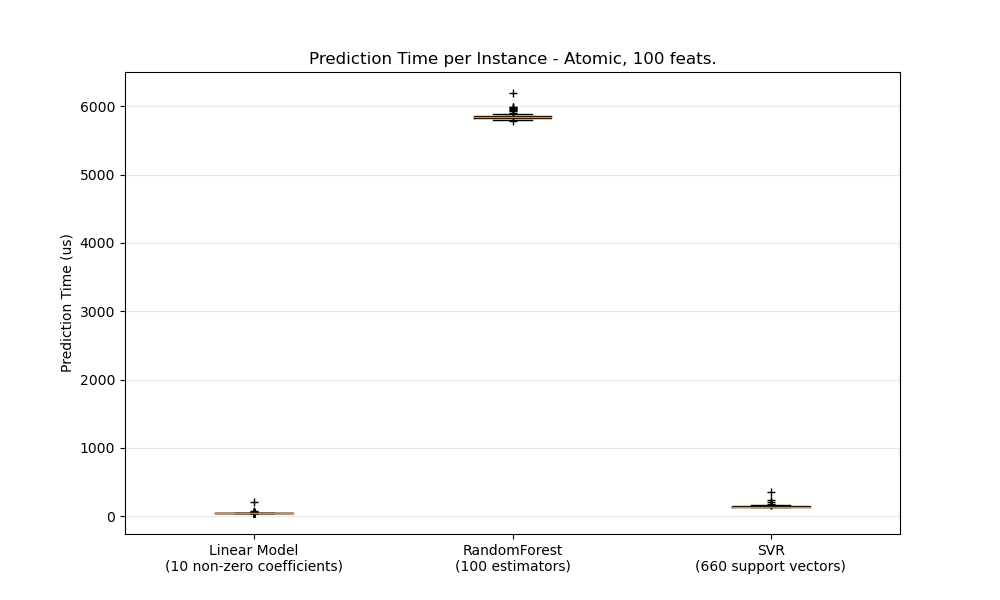 Prediction Time per Instance - Atomic, 100 feats.
Prediction Time (us)
6000
5000
4000
3000
2000
1000
0
Linear Model
(10 non-zero coefficients)
RandomForest
(100 estimators)
SVR
(660 support vectors)